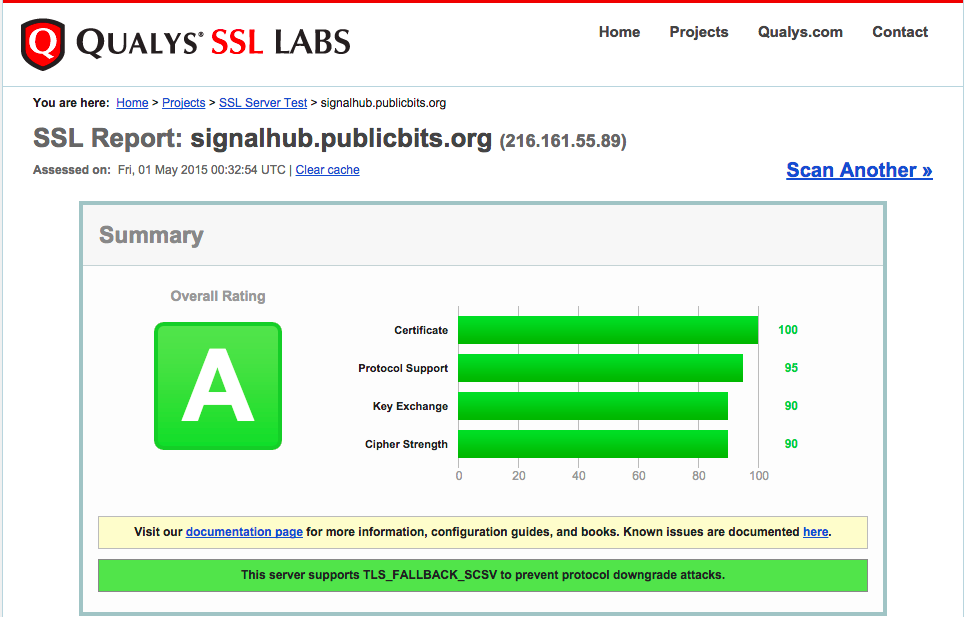 QUALYS® SSL LABS
Home Projects Qualys.com Contact
You are here: Home > Projects > SSL Server Test > signalhub.publicbits.org
SSL Report: signalhub.publicbits.org (216.161.55.89)
Assessed on: Fri, 01 May 2015 00:32:54 UTC | Clear cache
Scan Another »
Summary
Overall Rating
A
Certificate 100
Protocol Support 95
Key Exchange 90
Cipher Strength 90
0 20 40 60 80 100
Visit our documentation page for more information, configuration guides, and books. Known issues are documented here.
This server supports TLS_FALLBACK_SCSV to prevent protocol downgrade attacks.